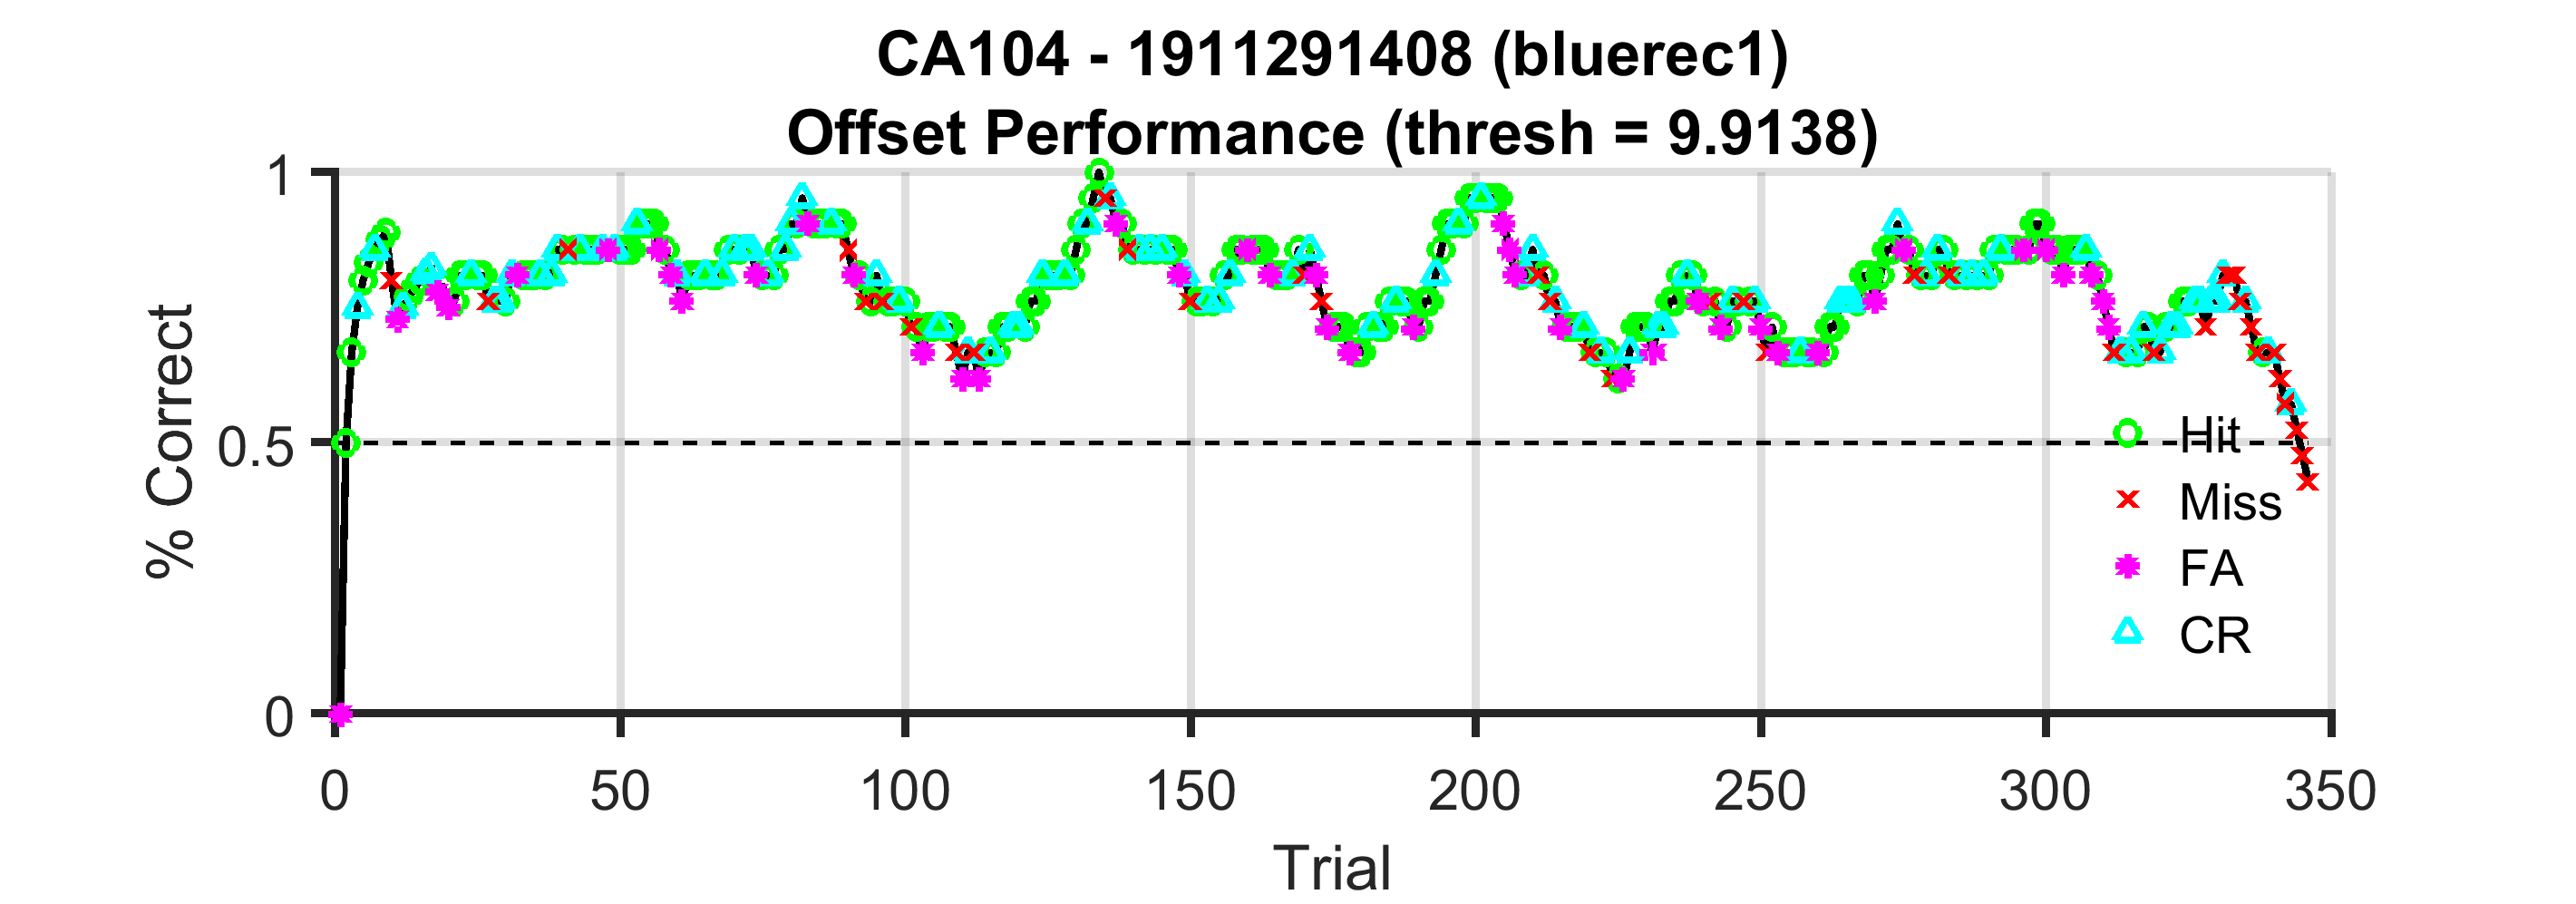 CA104 - 1911291408 (bluerec1)
Offset Performance (thresh = 9.9138)
1
0.5
0
% Correct
Hit
Miss
FA
CR
0 50 100 150 200 250 300 350
Trial